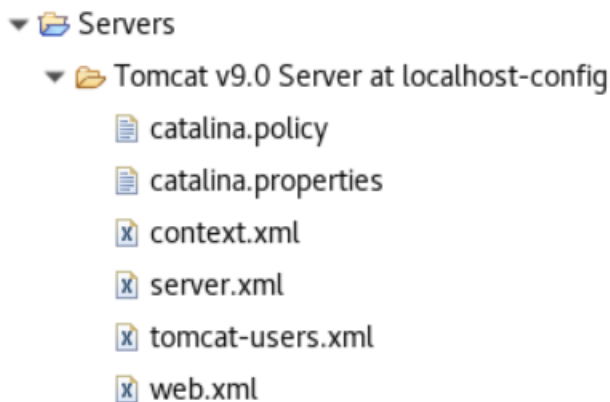 Servers
Tomcat v9.0 Server at localhost-config
catalina.policy
catalina.properties
context.xml
server.xml
tomcat-users.xml
web.xml